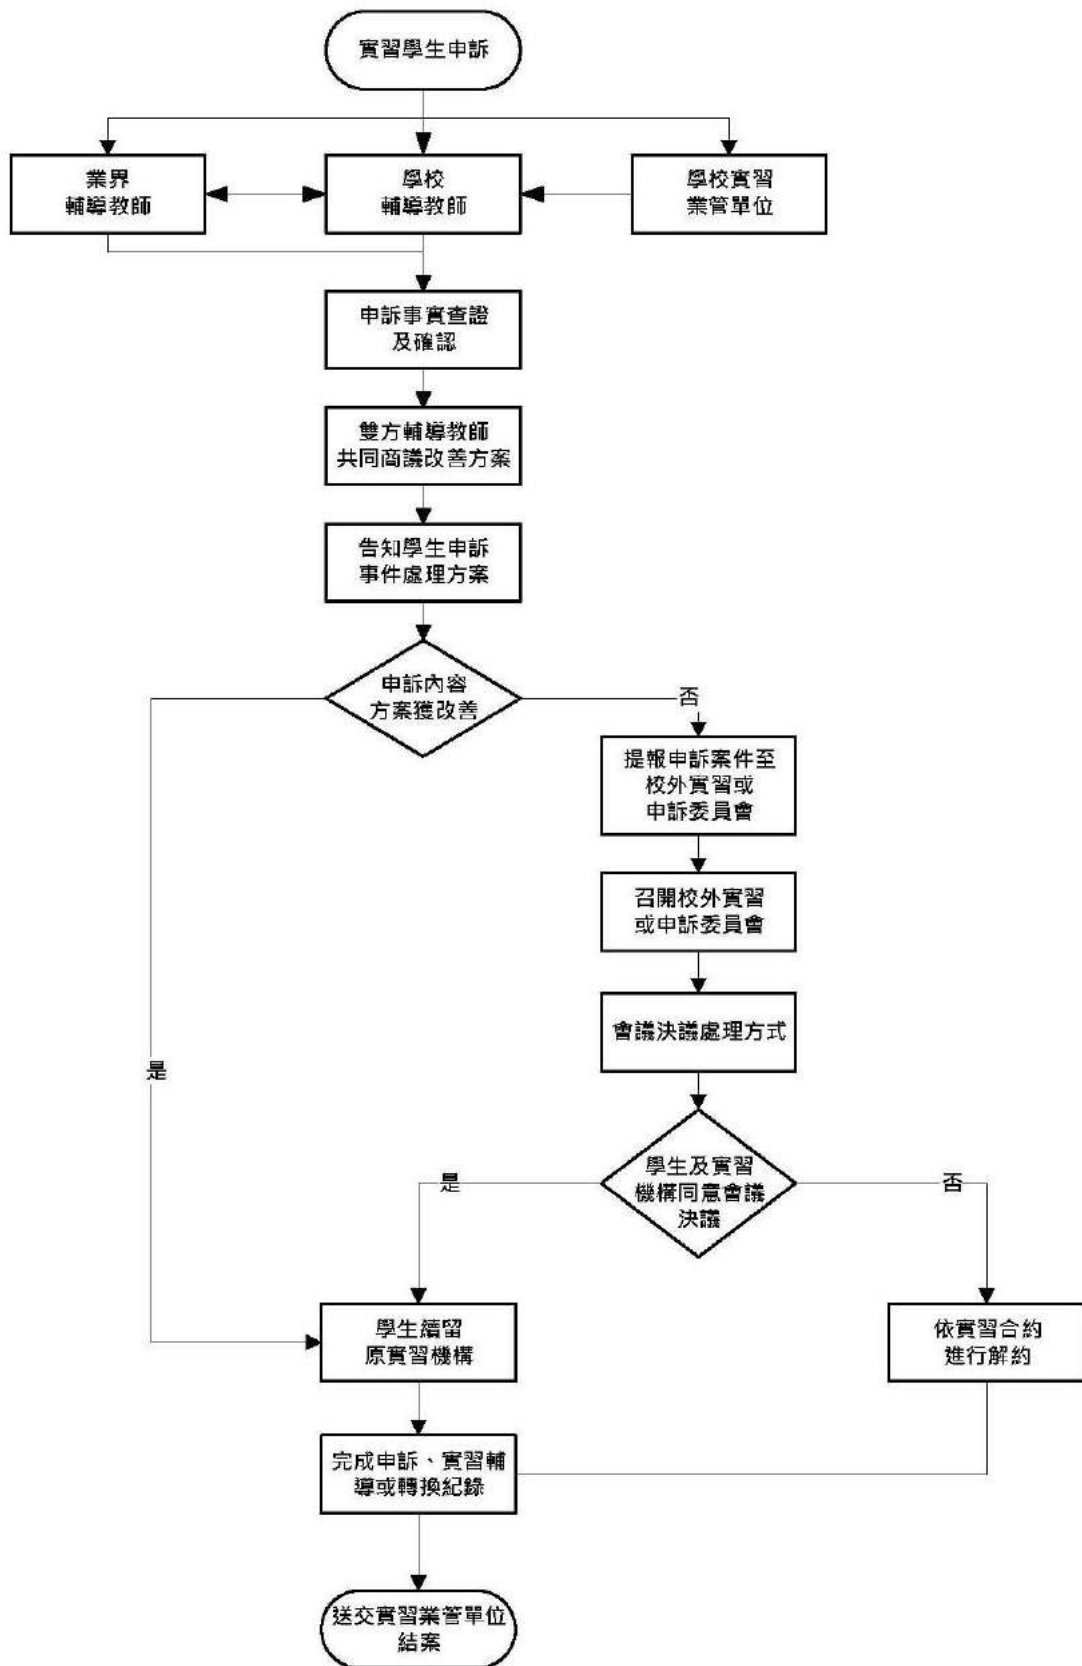 實習學生申訴
業界
輔導教師
學校
輔導教師
學校實習
業管單位
申訴事實查證
及確認
雙方輔導教師
共同商議改善方案
告知學生申訴
事件處理方案
申訴內容
方案獲改善
否
提報申訴案件至
校外實習或
申訴委員會
召開校外實習
或申訴委員會
會議決議處理方式
是
學生及實習
機構同意會議
決議
是
否
學生續留
原實習機構
依實習合約
進行解約
完成申訴、實習輔
導或轉換紀錄
送交實習業管單位
結案